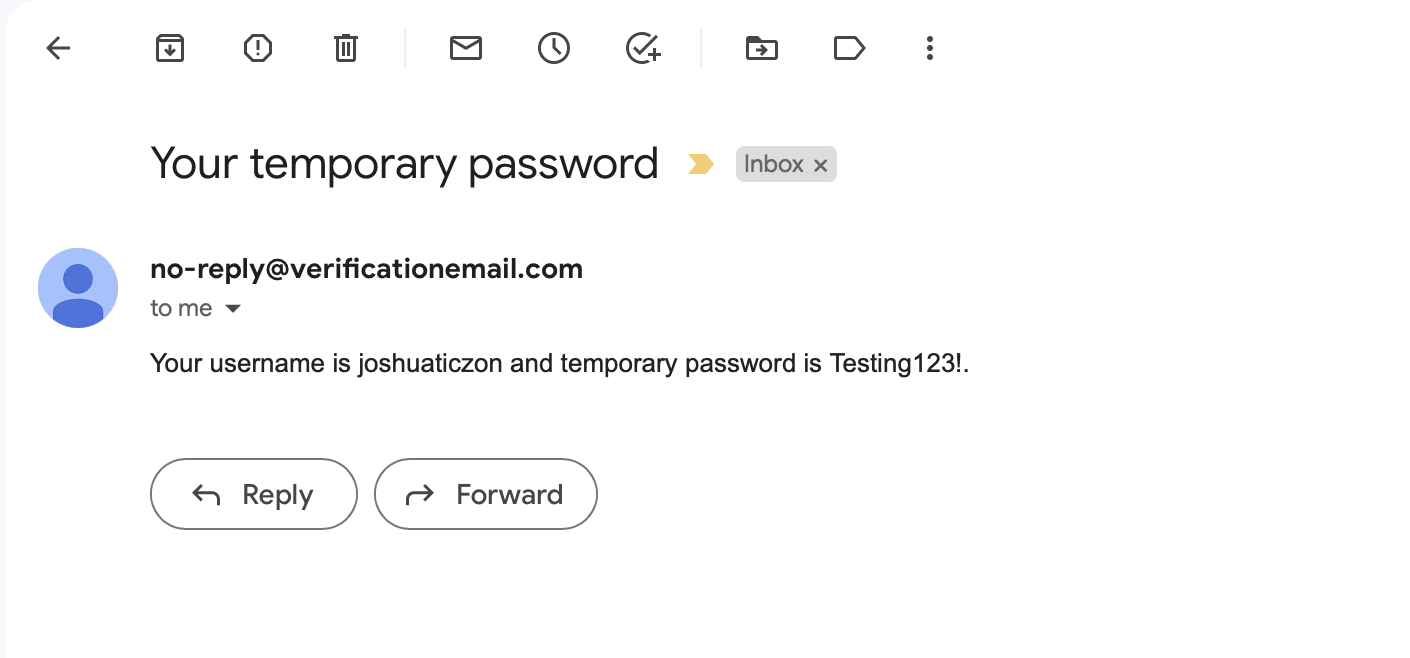 Your temporary password Inbox ×
no-reply@verificationemail.com
to me
Your username is joshuaticzon and temporary password is Testing123!.
Reply Forward